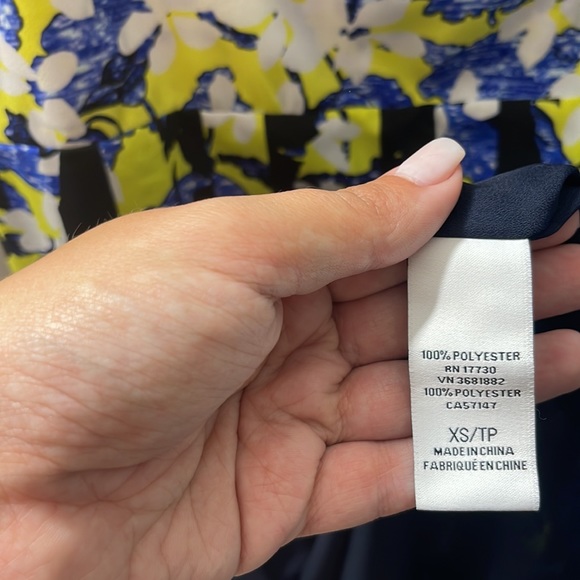 100% POLYESTER
RN 17730
VN 3681882
100% POLYESTER
CA57147
XS/TP
MADE IN CHINA
FABRIQUÉ EN CHINE